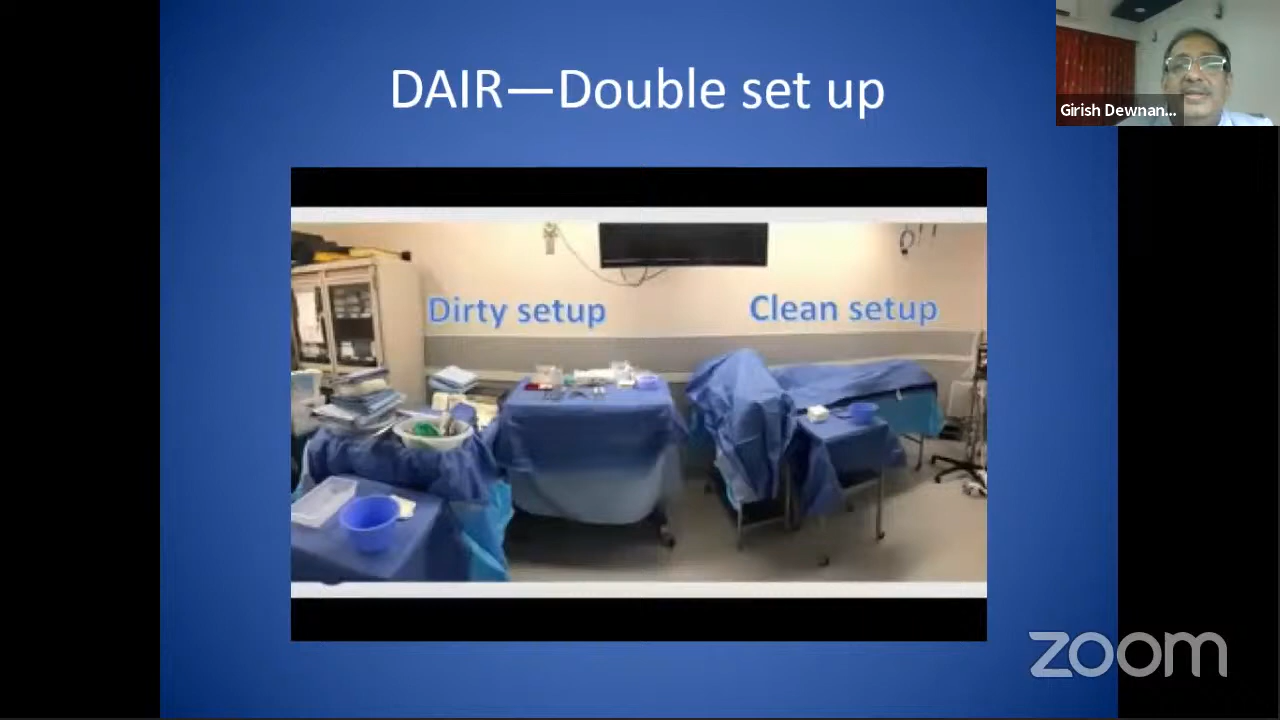 DAIR—Double set up
Girish Dewnan...
Dirty setup
Clean setup
zoom